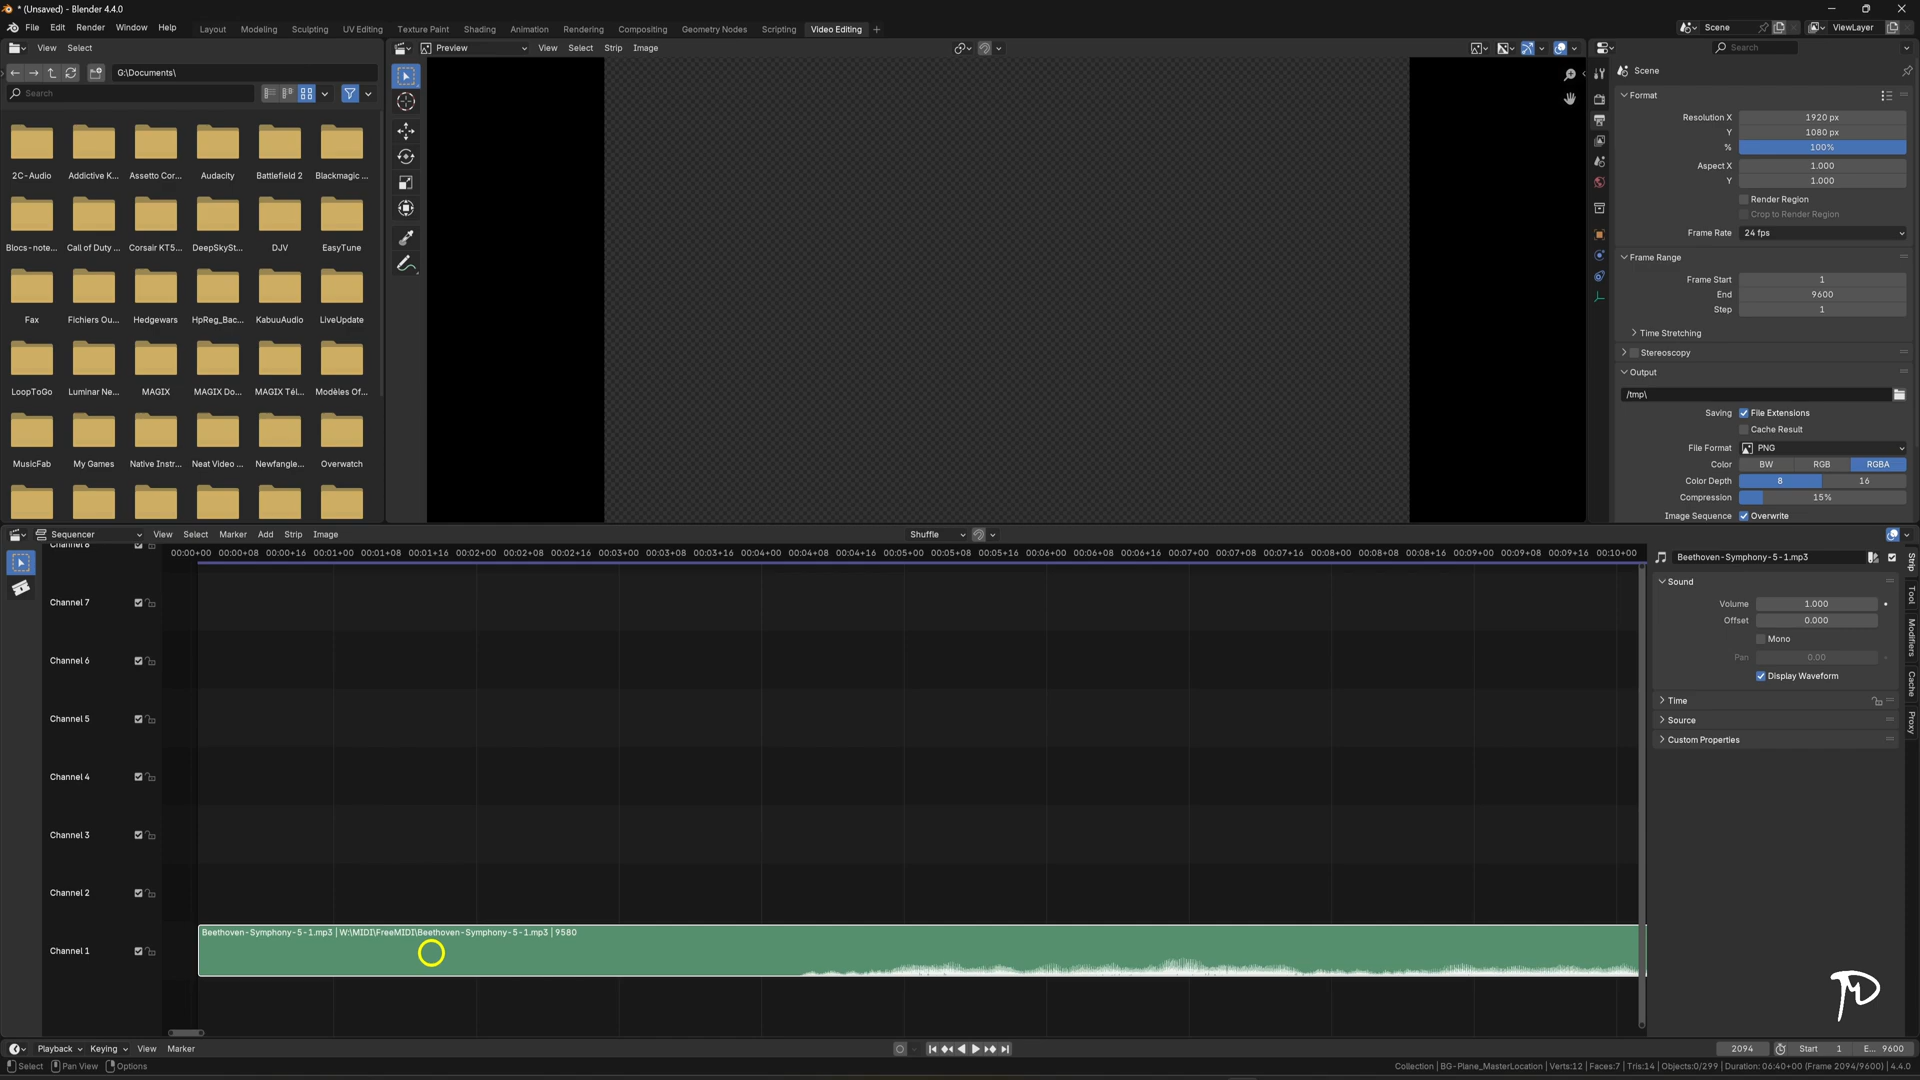 * (Unsaved) - Blender 4.4.0
File Edit Render Window Help
Layout Modeling Sculpting UV Editing Texture Paint Shading Animation Rendering Compositing Geometry Nodes Scripting Video Editing +
Scene ViewLayer
View Select
Preview View Select Strip Image
Search
G:\Documents\
Search
2C-Audio Addictive K... Assetto Cor... Audacity Battlefield 2 Blackmagic ...
Blocs-note... Call of Duty ... Corsair KT5... DeepSkySt... DJV EasyTune
Fax Fichiers Ou... Hedgewars HpReg_Bac... KabuuAudio LiveUpdate
LoopToGo Luminar Ne... MAGIX MAGIX Do... MAGIX Tél... Modèles Of...
MusicFab My Games Native Instr... Neat Video ... Newfangle... Overwatch
Scene
Format
Resolution X 1920 px
Y 1080 px
% 100%
Aspect X 1.000
Y 1.000
Render Region
Crop to Render Region
Frame Rate 24 fps
Frame Range
Frame Start 1
End 9600
Step 1
Time Stretching
Stereoscopy
Output
/tmp\
Saving File Extensions
Cache Result
File Format PNG
Color BW RGB RGBA
Color Depth 8 16
Compression 15%
Image Sequence Overwrite
Sequencer View Select Marker Add Strip Image
Shuffle
00:00+00 00:00+08 00:00+16 00:01+00 00:01+08 00:01+16 00:02+00 00:02+08 00:02+16 00:03+00 00:03+08 00:03+16 00:04+00 00:04+08 00:04+16 00:05+00 00:05+08 00:05+16 00:06+00 00:06+08 00:06+16 00:07+00 00:07+08 00:07+16 00:08+00 00:08+08 00:08+16 00:09+00 00:09+08 00:09+16 00:10+00
Channel 8
Channel 7
Channel 6
Channel 5
Channel 4
Channel 3
Channel 2
Channel 1
Beethoven-Symphony-5-1.mp3 | W:\MIDI\FreeMIDI\Beethoven-Symphony-5-1.mp3 | 9580
Beethoven-Symphony-5-1.mp3
Sound
Volume 1.000
Offset 0.000
Mono
Pan 0.00
Display Waveform
Time
Source
Custom Properties
Strip
Tool
Modifiers
Cache
Proxy
Playback Keying View Marker
2094 Start 1 E... 9600
Select Pan View Options
Collection | BG-Plane_MasterLocation | Verts:12 | Faces:7 | Tris:14 | Objects:0/299 | Duration: 06:40+00 (Frame 2094/9600) | 4.4.0